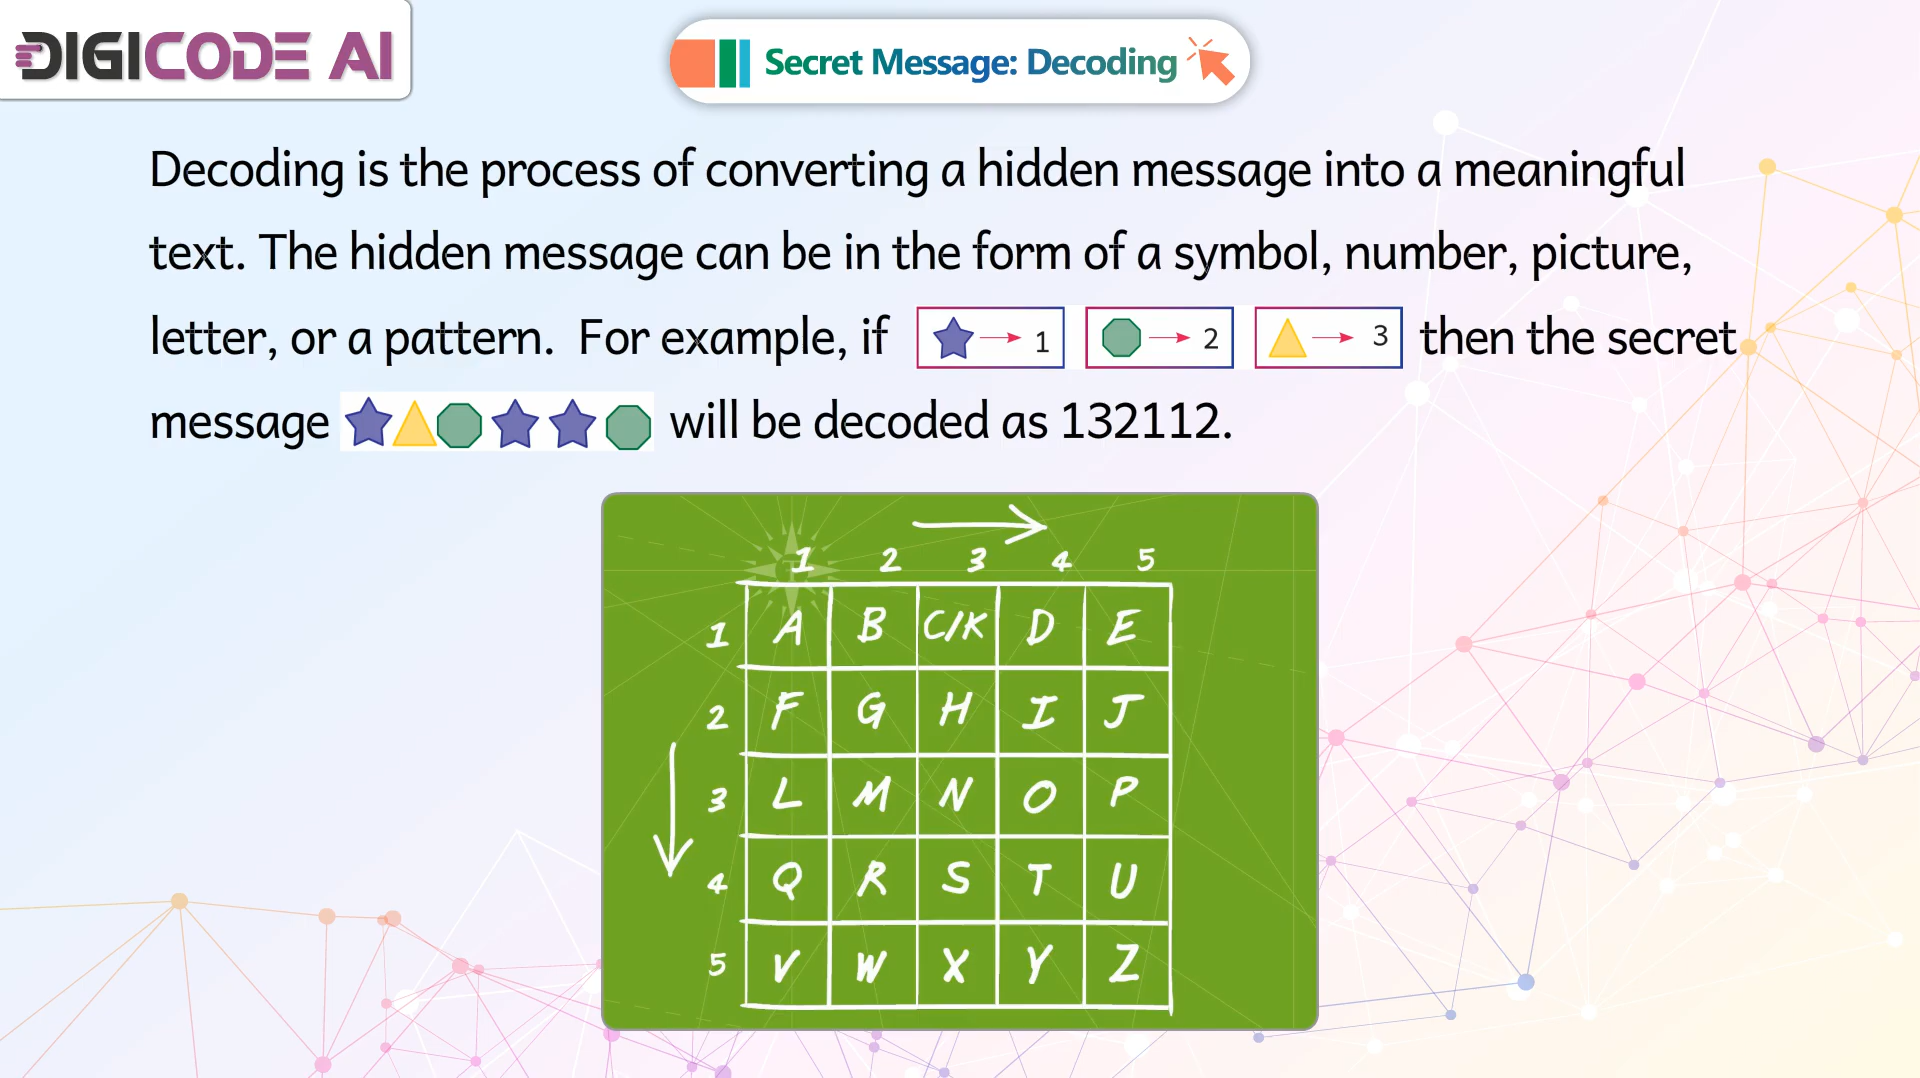 DIGICODE AI
Secret Message: Decoding
Decoding is the process of converting a hidden message into a meaningful
text. The hidden message can be in the form of a symbol, number, picture,
letter, or a pattern. For example, if 1 2 3 then the secret
message will be decoded as 132112.
1 2 3 4 5
1 A B C/K D E
2 F G H I J
3 L M N O P
4 Q R S T U
5 V W X Y Z